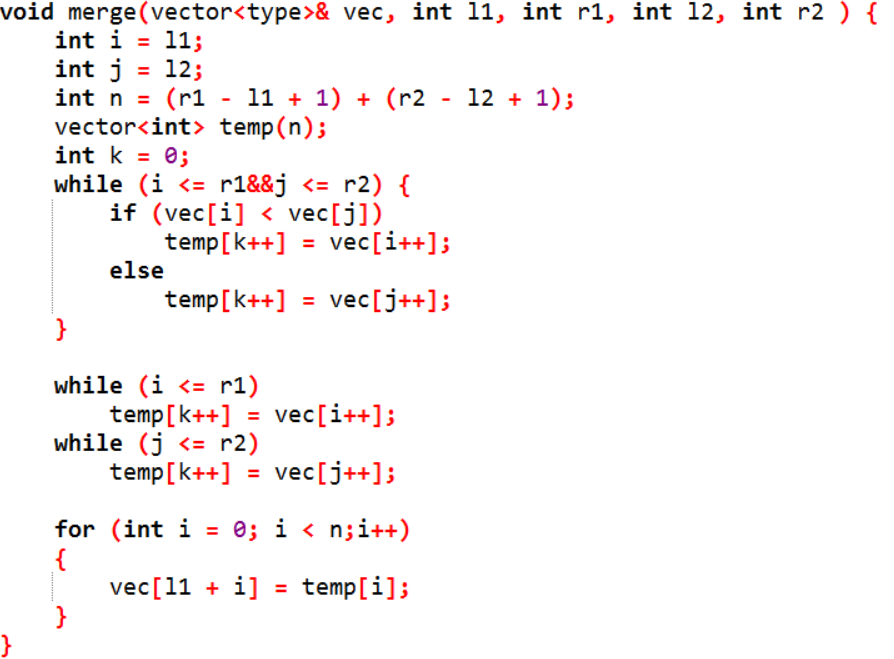 void merge(vector<type>& vec, int l1, int r1, int l2, int r2 ) {
    int i = l1;
    int j = l2;
    int n = (r1 - l1 + 1) + (r2 - l2 + 1);
    vector<int> temp(n);
    int k = 0;
    while (i <= r1&&j <= r2) {
        if (vec[i] < vec[j])
            temp[k++] = vec[i++];
        else
            temp[k++] = vec[j++];
    }
    while (i <= r1)
        temp[k++] = vec[i++];
    while (j <= r2)
        temp[k++] = vec[j++];
    for (int i = 0; i < n;i++)
    {
        vec[l1 + i] = temp[i];
    }
}